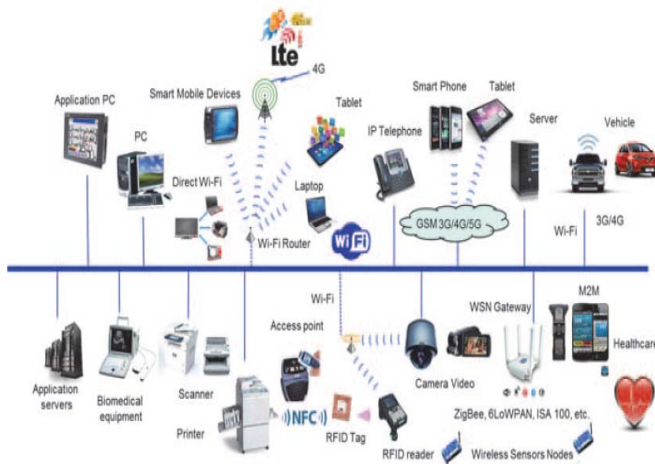 Lte
4G
Application PC
PC
Smart Mobile Devices
Direct Wi-Fi
Tablet
Laptop
Wi-Fi Router
Wi Fi
IP Telephone
Smart Phone
Tablet
Server
Vehicle
GSM 3G/4G/5G
Wi-Fi
3G/4G
Application
servers
Biomedical
equipment
Scanner
Printer
Wi-Fi
Access point
NFC
RFID Tag
RFID reader
Camera Video
WSN Gateway
M2M
Healthcare
ZigBee, 6LoWPAN, ISA 100, etc.
Wireless Sensors Nodes